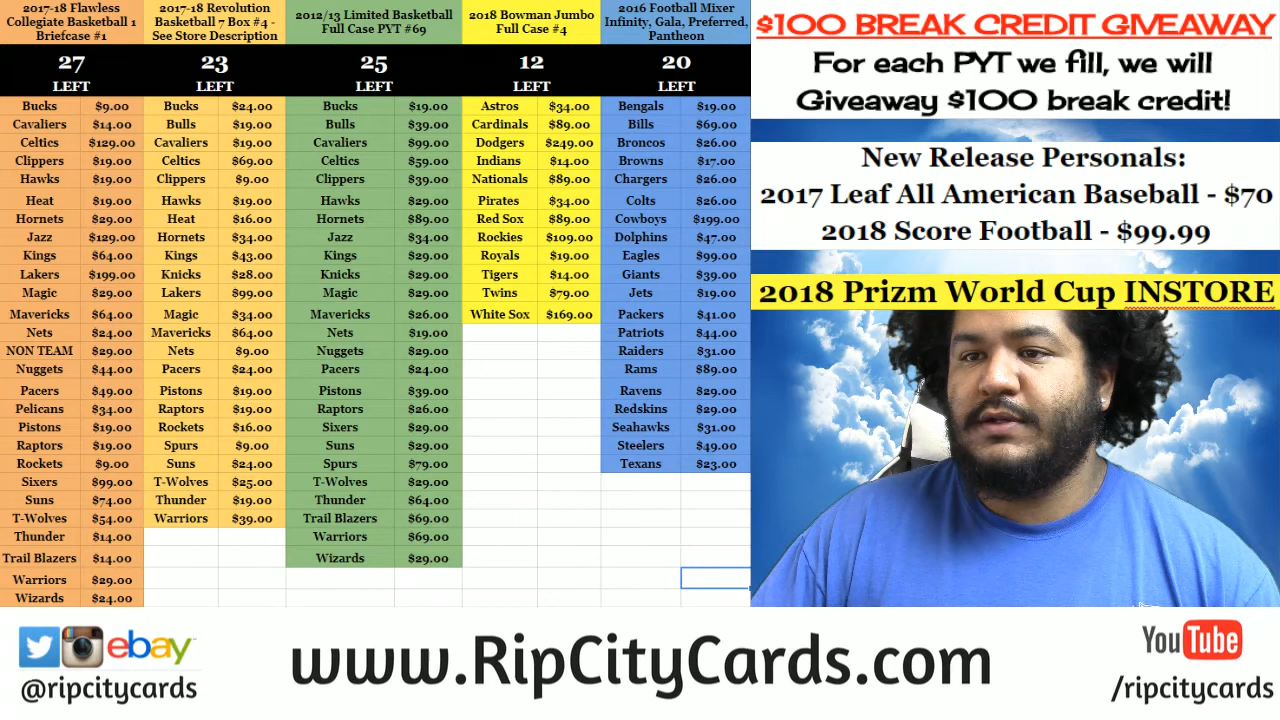 2017-18 Flawless
Collegiate Basketball 1
Briefcase #1
27
LEFT
Bucks $9.00
Cavaliers $14.00
Celtics $129.00
Clippers $19.00
Hawks $19.00
Heat $19.00
Hornets $29.00
Jazz $129.00
Kings $64.00
Lakers $199.00
Magic $29.00
Mavericks $64.00
Nets $24.00
NON TEAM $29.00
Nuggets $44.00
Pacers $49.00
Pelicans $34.00
Pistons $19.00
Raptors $19.00
Rockets $9.00
Sixers $99.00
Suns $74.00
T-Wolves $54.00
Thunder $14.00
Trail Blazers $14.00
Warriors $29.00
Wizards $24.00
2017-18 Revolution
Basketball 7 Box #4 -
See Store Description
23
LEFT
Bucks $24.00
Bulls $19.00
Cavaliers $19.00
Celtics $69.00
Clippers $9.00
Hawks $19.00
Heat $16.00
Hornets $34.00
Kings $43.00
Knicks $28.00
Lakers $99.00
Magic $34.00
Mavericks $64.00
Nets $9.00
Pacers $24.00
Pistons $19.00
Raptors $19.00
Rockets $16.00
Spurs $9.00
Suns $24.00
T-Wolves $25.00
Thunder $19.00
Warriors $39.00
2012/13 Limited Basketball
Full Case PYT #69
25
LEFT
Bucks $19.00
Bulls $39.00
Cavaliers $99.00
Celtics $59.00
Clippers $39.00
Hawks $29.00
Hornets $89.00
Jazz $34.00
Kings $29.00
Knicks $29.00
Magic $29.00
Mavericks $26.00
Nets $19.00
Nuggets $29.00
Pacers $24.00
Pistons $39.00
Raptors $26.00
Sixers $29.00
Suns $29.00
Spurs $79.00
T-Wolves $29.00
Thunder $64.00
Trail Blazers $69.00
Warriors $69.00
Wizards $29.00
2018 Bowman Jumbo
Full Case #4
12
LEFT
Astros $34.00
Cardinals $89.00
Dodgers $249.00
Indians $14.00
Nationals $89.00
Pirates $34.00
Red Sox $89.00
Rockies $109.00
Royals $19.00
Tigers $14.00
Twins $79.00
White Sox $169.00
2016 Football Mixer
Infinity, Gala, Preferred,
Pantheon
20
LEFT
Bengals $19.00
Bills $69.00
Broncos $26.00
Browns $17.00
Chargers $26.00
Colts $26.00
Cowboys $199.00
Dolphins $47.00
Eagles $99.00
Giants $39.00
Jets $19.00
Packers $41.00
Patriots $44.00
Raiders $31.00
Rams $89.00
Ravens $29.00
Redskins $29.00
Seahawks $31.00
Steelers $49.00
Texans $23.00
$100 BREAK CREDIT GIVEAWAY
For each PYT we fill, we will
Giveaway $100 break credit!
New Release Personals:
2017 Leaf All American Baseball - $70
2018 Score Football - $99.99
2018 Prizm World Cup INSTORE
ebay
@ripcitycards
www.RipCityCards.com
YouTube
/ripcitycards